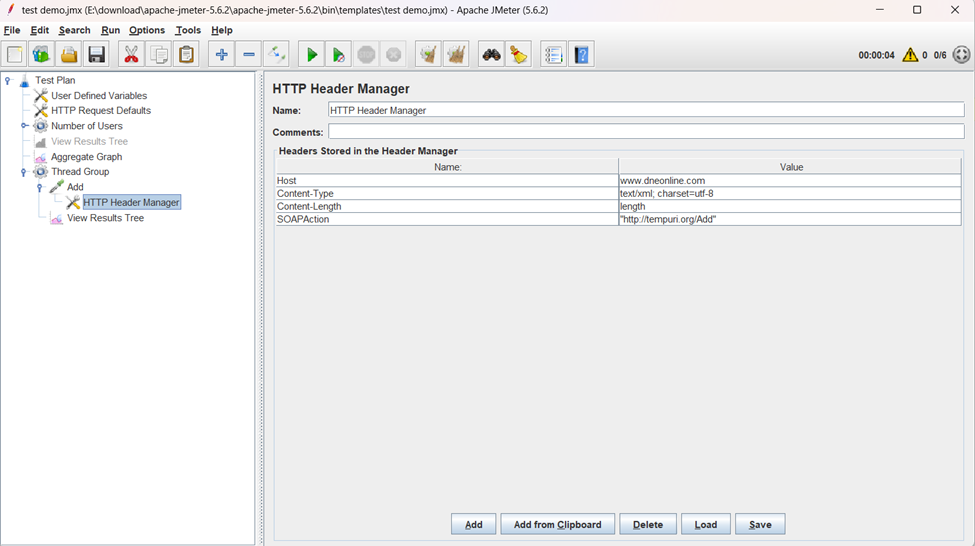 test demo.jmx (E:\download\apache-jmeter-5.6.2\apache-jmeter-5.6.2\bin\templates\test demo.jmx) - Apache JMeter (5.6.2)
File Edit Search Run Options Tools Help
00:00:04 0 0/6
Test Plan
User Defined Variables
HTTP Request Defaults
Number of Users
View Results Tree
Aggregate Graph
Thread Group
Add
HTTP Header Manager
View Results Tree
HTTP Header Manager
Name: HTTP Header Manager
Comments:
Headers Stored in the Header Manager
Name: Value
Host www.dneonline.com
Content-Type text/xml; charset=utf-8
Content-Length length
SOAPAction "http://tempuri.org/Add"
Add Add from Clipboard Delete Load Save